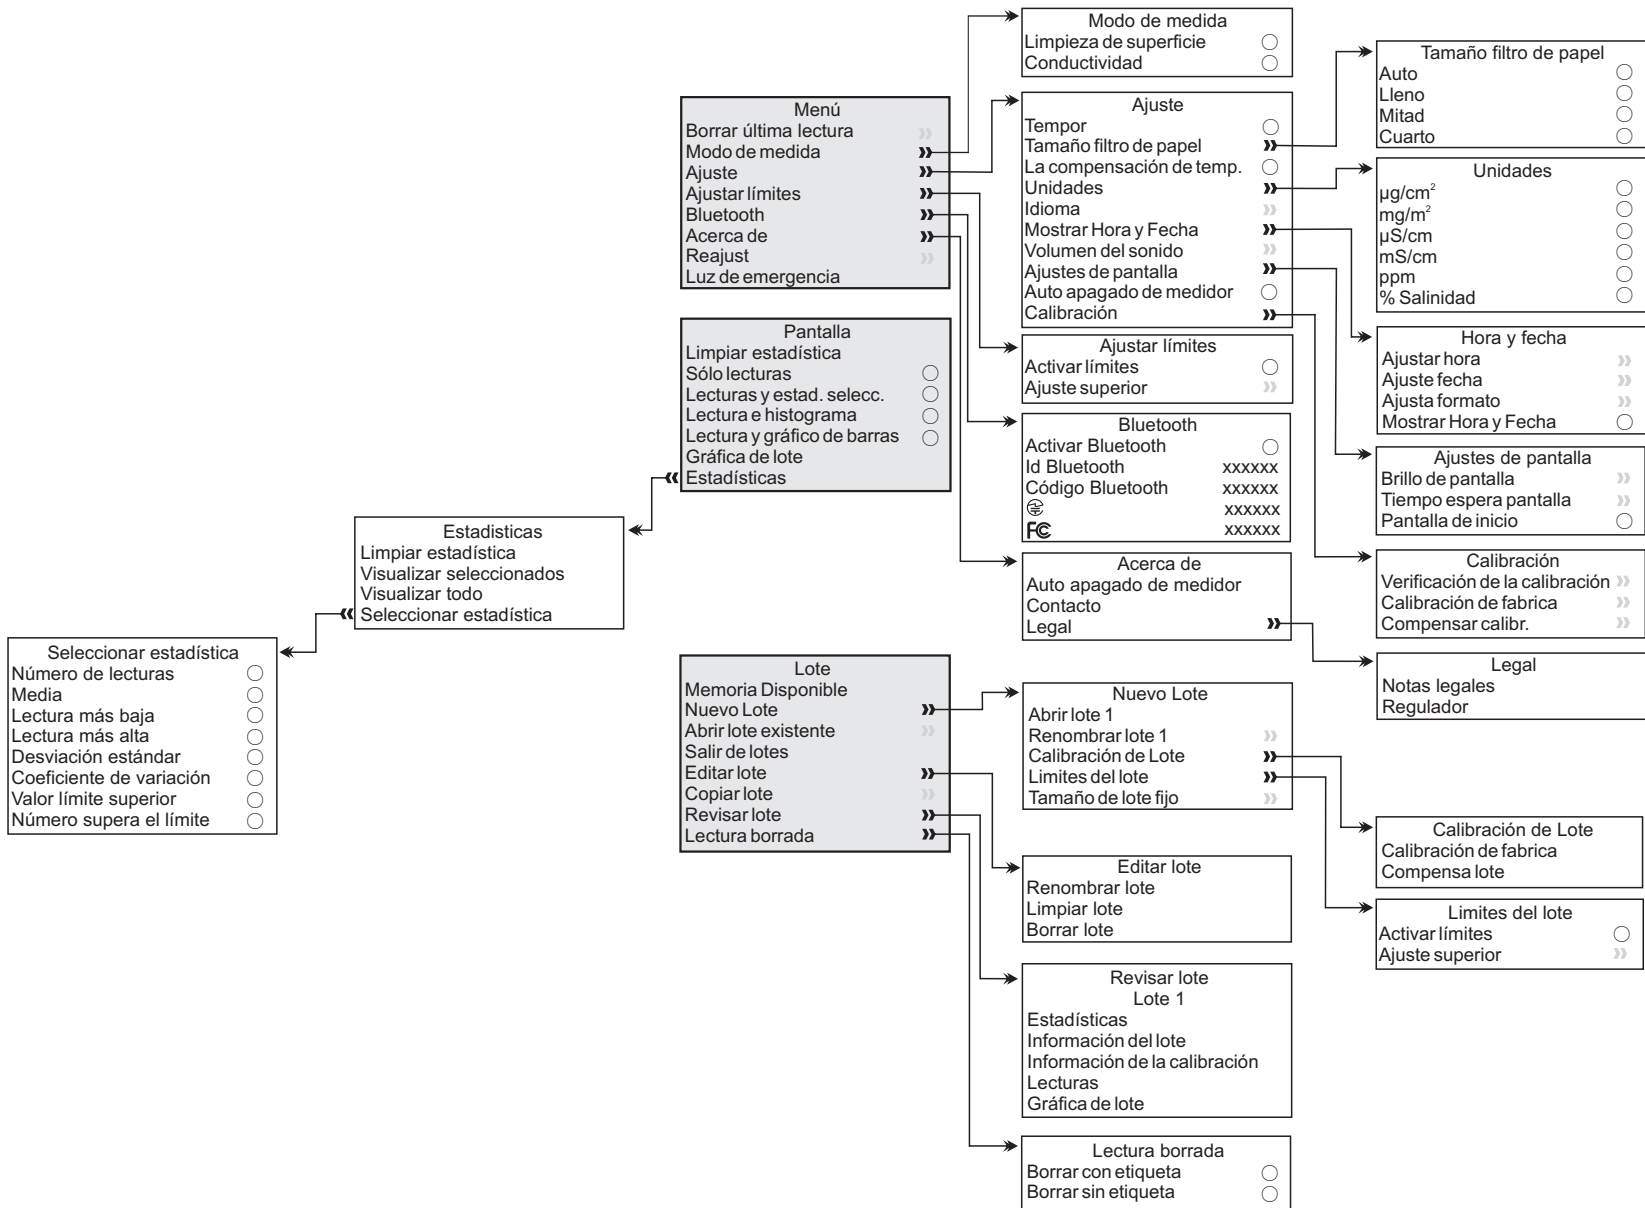 Modo de medida
Limpieza de superficie
Conductividad
Tamaño filtro de papel
Auto
Lleno
Mitad
Cuarto
Menú
Borrar última lectura
Modo de medida
Ajuste
Ajustar límites
Bluetooth
Acerca de
Reajust
Luz de emergencia
Ajuste
Tempor
Tamaño filtro de papel
La compensación de temp.
Unidades
Idioma
Mostrar Hora y Fecha
Volumen del sonido
Ajustes de pantalla
Auto apagado de medidor
Calibración
Unidades
µg/cm²
mg/m²
µS/cm
mS/cm
ppm
% Salinidad
Pantalla
Limpiar estadística
Sólo lecturas
Lecturas y estad. selecc.
Lectura e histograma
Lectura y gráfico de barras
Gráfica de lote
Estadísticas
Ajustar límites
Activar límites
Ajuste superior
Hora y fecha
Ajustar hora
Ajuste fecha
Ajusta formato
Mostrar Hora y Fecha
Bluetooth
Activar Bluetooth
Id Bluetooth xxxxxx
Código Bluetooth xxxxxx
xxxxxx
FC xxxxxx
Ajustes de pantalla
Brillo de pantalla
Tiempo espera pantalla
Pantalla de inicio
Estadisticas
Limpiar estadística
Visualizar seleccionados
Visualizar todo
Seleccionar estadística
Acerca de
Auto apagado de medidor
Contacto
Legal
Calibración
Verificación de la calibración
Calibración de fabrica
Compensar calibr.
Seleccionar estadística
Número de lecturas
Media
Lectura más baja
Lectura más alta
Desviación estándar
Coeficiente de variación
Valor límite superior
Número supera el límite
Lote
Memoria Disponible
Nuevo Lote
Abrir lote existente
Salir de lotes
Editar lote
Copiar lote
Revisar lote
Lectura borrada
Nuevo Lote
Abrir lote 1
Renombrar lote 1
Calibración de Lote
Limites del lote
Tamaño de lote fijo
Legal
Notas legales
Regulador
Calibración de Lote
Calibración de fabrica
Compensa lote
Editar lote
Renombrar lote
Limpiar lote
Borrar lote
Limites del lote
Activar límites
Ajuste superior
Revisar lote
Lote 1
Estadísticas
Información del lote
Información de la calibración
Lecturas
Gráfica de lote
Lectura borrada
Borrar con etiqueta
Borrar sin etiqueta